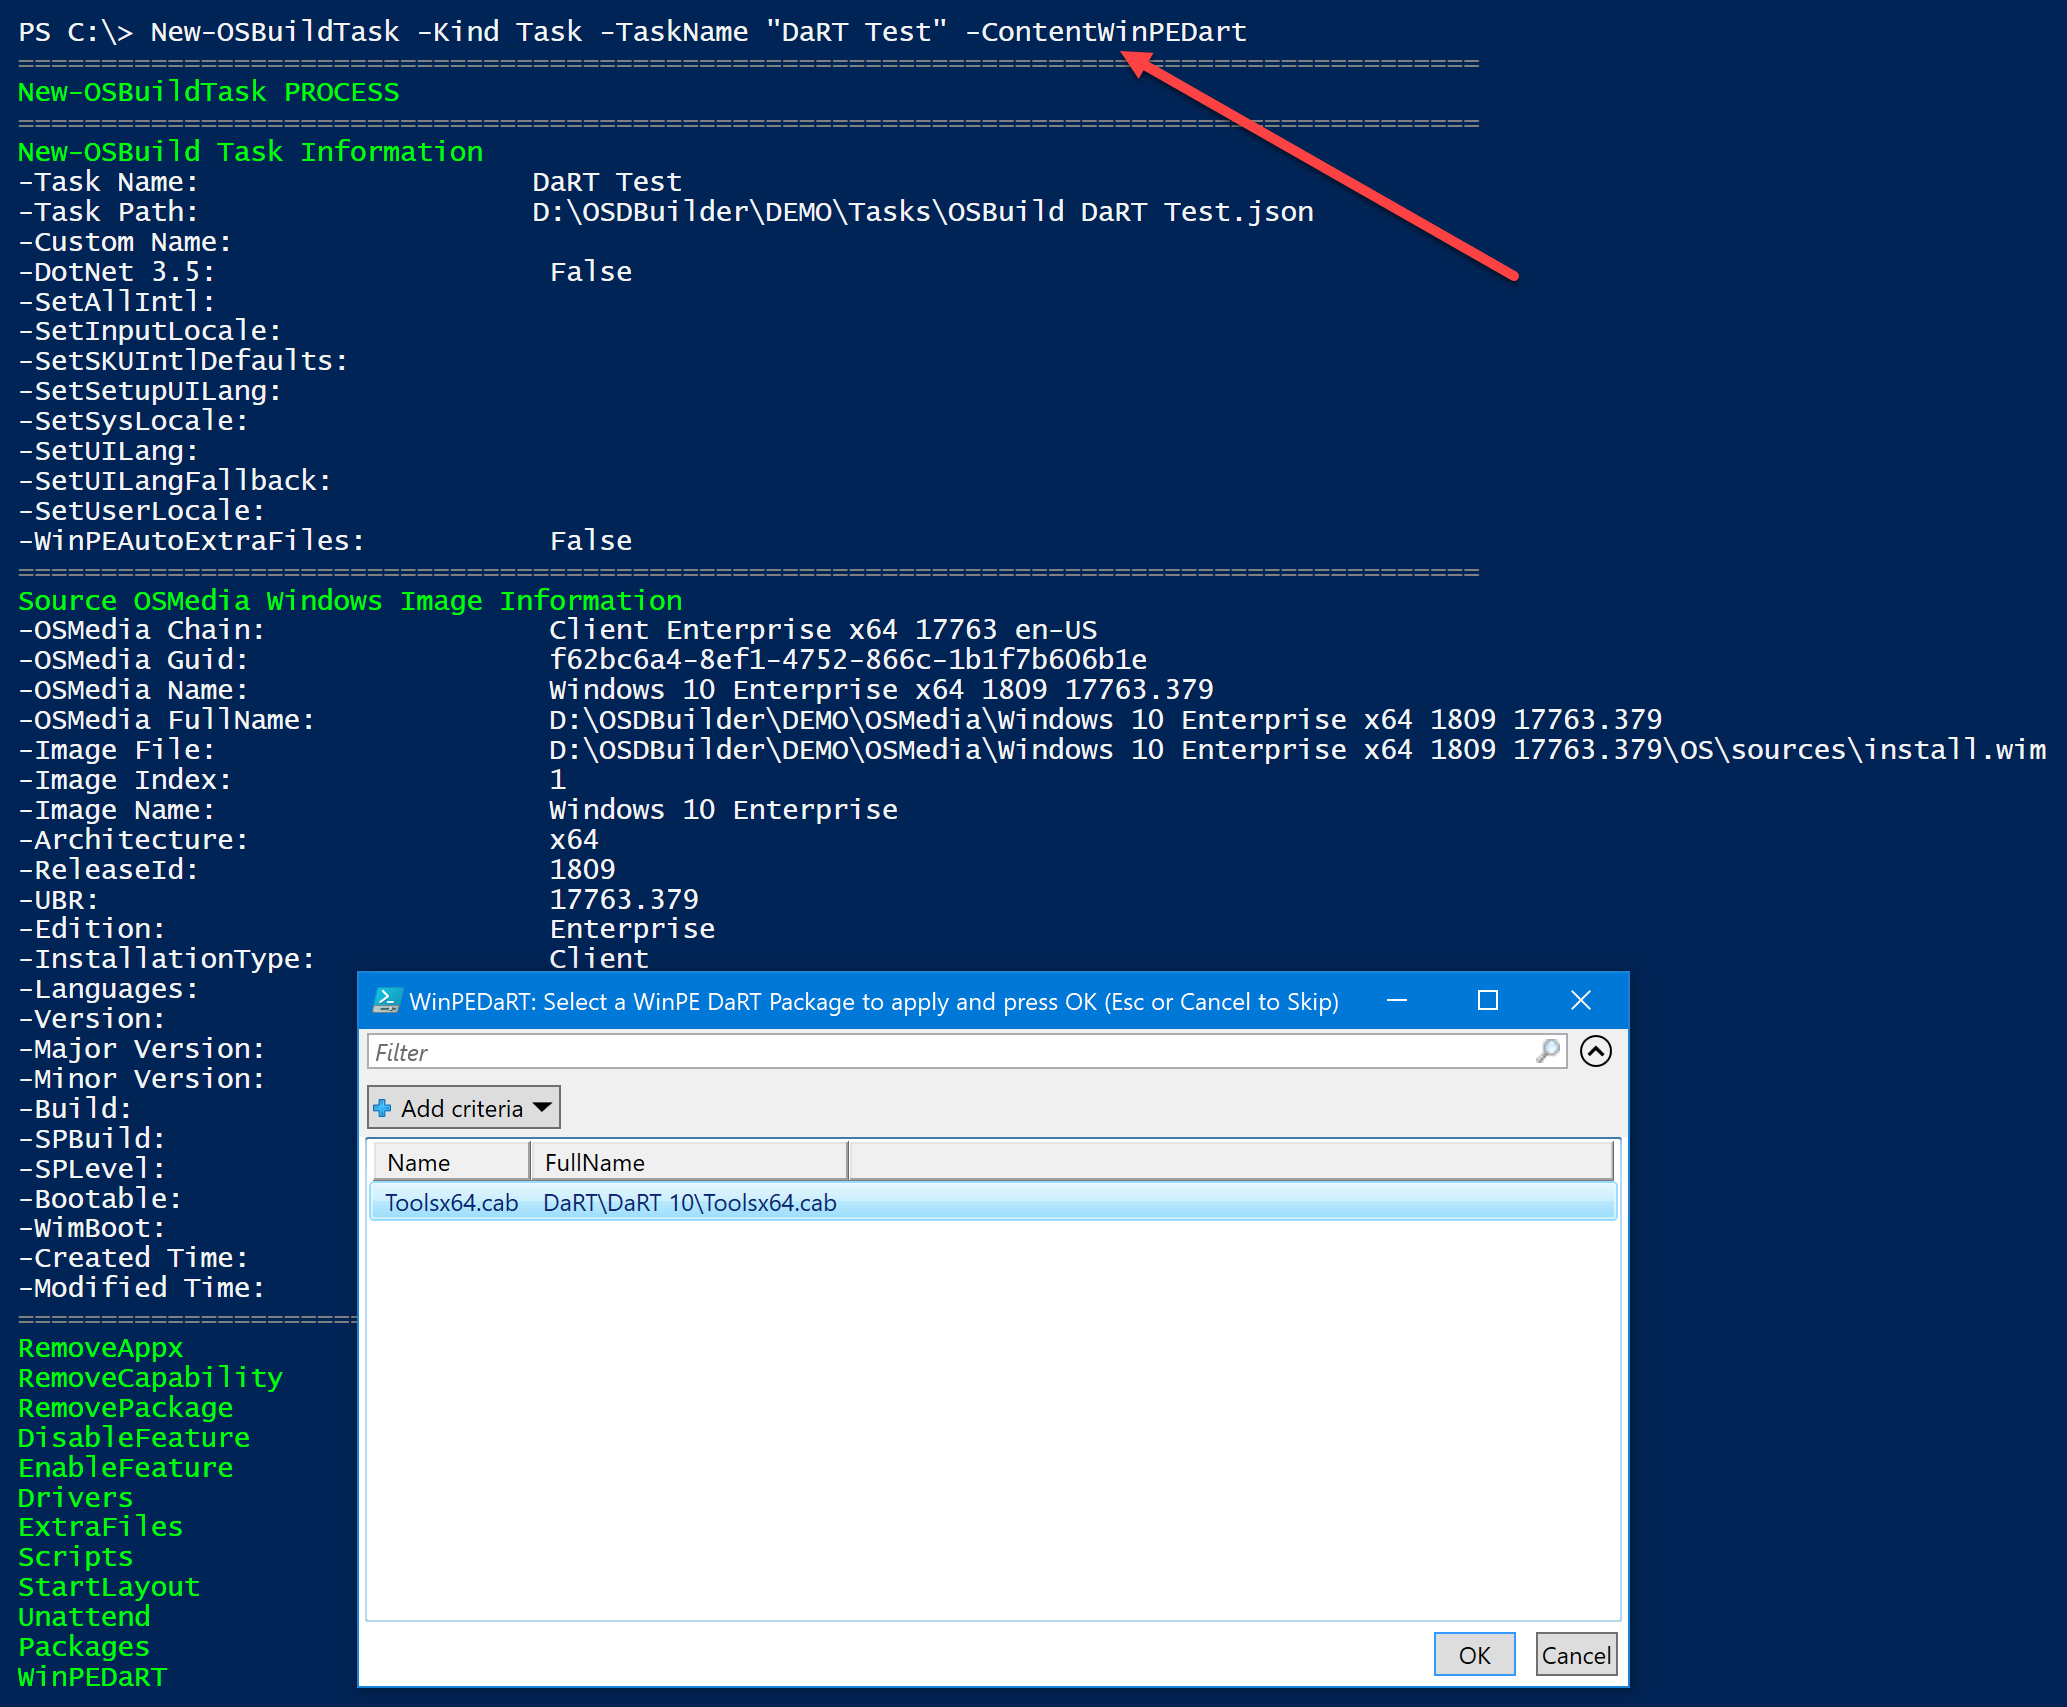 PS C:\> New-OSBuildTask -Kind Task -TaskName "DaRT Test" -ContentWinPEDart
========================================================================================
New-OSBuildTask PROCESS
========================================================================================
New-OSBuild Task Information
-Task Name: DaRT Test
-Task Path: D:\OSDBuilder\DEMO\Tasks\OSBuild DaRT Test.json
-Custom Name:
-DotNet 3.5: False
-SetAllIntl:
-SetInputLocale:
-SetSKUIntlDefaults:
-SetSetupUILang:
-SetSysLocale:
-SetUILang:
-SetUILangFallback:
-SetUserLocale:
-WinPEAutoExtraFiles: False
========================================================================================
Source OSMedia Windows Image Information
-OSMedia Chain: Client Enterprise x64 17763 en-US
-OSMedia Guid: f62bc6a4-8ef1-4752-866c-1b1f7b606b1e
-OSMedia Name: Windows 10 Enterprise x64 1809 17763.379
-OSMedia FullName: D:\OSDBuilder\DEMO\OSMedia\Windows 10 Enterprise x64 1809 17763.379
-Image File: D:\OSDBuilder\DEMO\OSMedia\Windows 10 Enterprise x64 1809 17763.379\OS\sources\install.wim
-Image Index: 1
-Image Name: Windows 10 Enterprise
-Architecture: x64
-ReleaseId: 1809
-UBR: 17763.379
-Edition: Enterprise
-InstallationType: Client
-Languages:
-Version:
-Major Version:
-Minor Version:
-Build:
-SPBuild:
-SPLevel:
-Bootable:
-WimBoot:
-Created Time:
-Modified Time:
=====================
RemoveAppx
RemoveCapability
RemovePackage
DisableFeature
EnableFeature
Drivers
ExtraFiles
Scripts
StartLayout
Unattend
Packages
WinPEDaRT
WinPEDaRT: Select a WinPE DaRT Package to apply and press OK (Esc or Cancel to Skip)
Filter
Add criteria
Name FullName
Toolsx64.cab DaRT\DaRT 10\Toolsx64.cab
OK Cancel